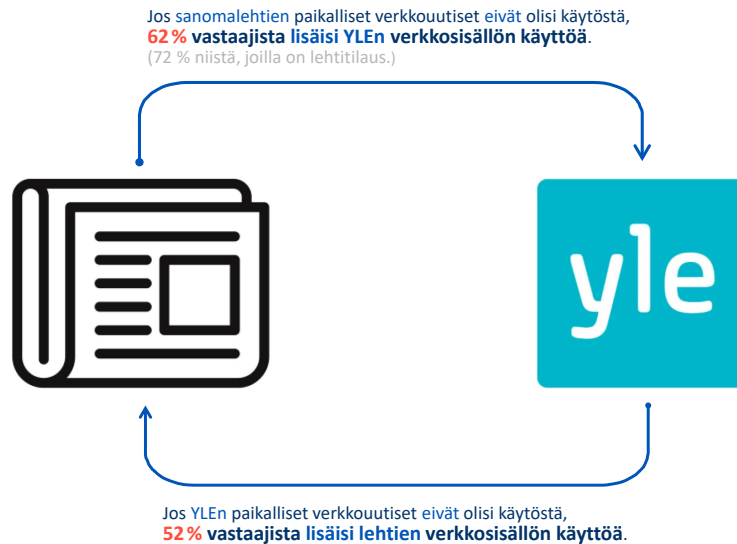 Jos sanomalehtien paikalliset verkkouutiset eivät olisi käytöstä,
62 % vastaajista lisäisi YLEn verkkosisällön käyttöä.
(72 % niistä, joilla on lehtitilaus.)
yle
Jos YLEn paikalliset verkkouutiset eivät olisi käytöstä,
52 % vastaajista lisäisi lehtien verkkosisällön käyttöä.